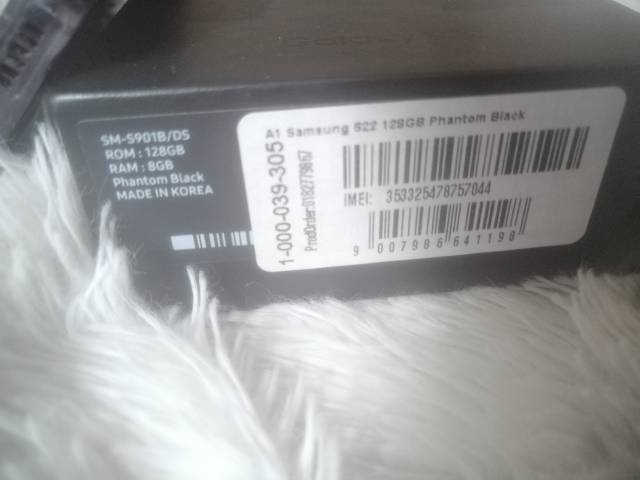 SM-S901B/DS
ROM : 128GB
RAM : 8GB
Phantom Black
MADE IN KOREA
A1 Samsung S22 128GB Phantom Black
1-000-039-305
IMEI: 353325478757044
9 007986 641198